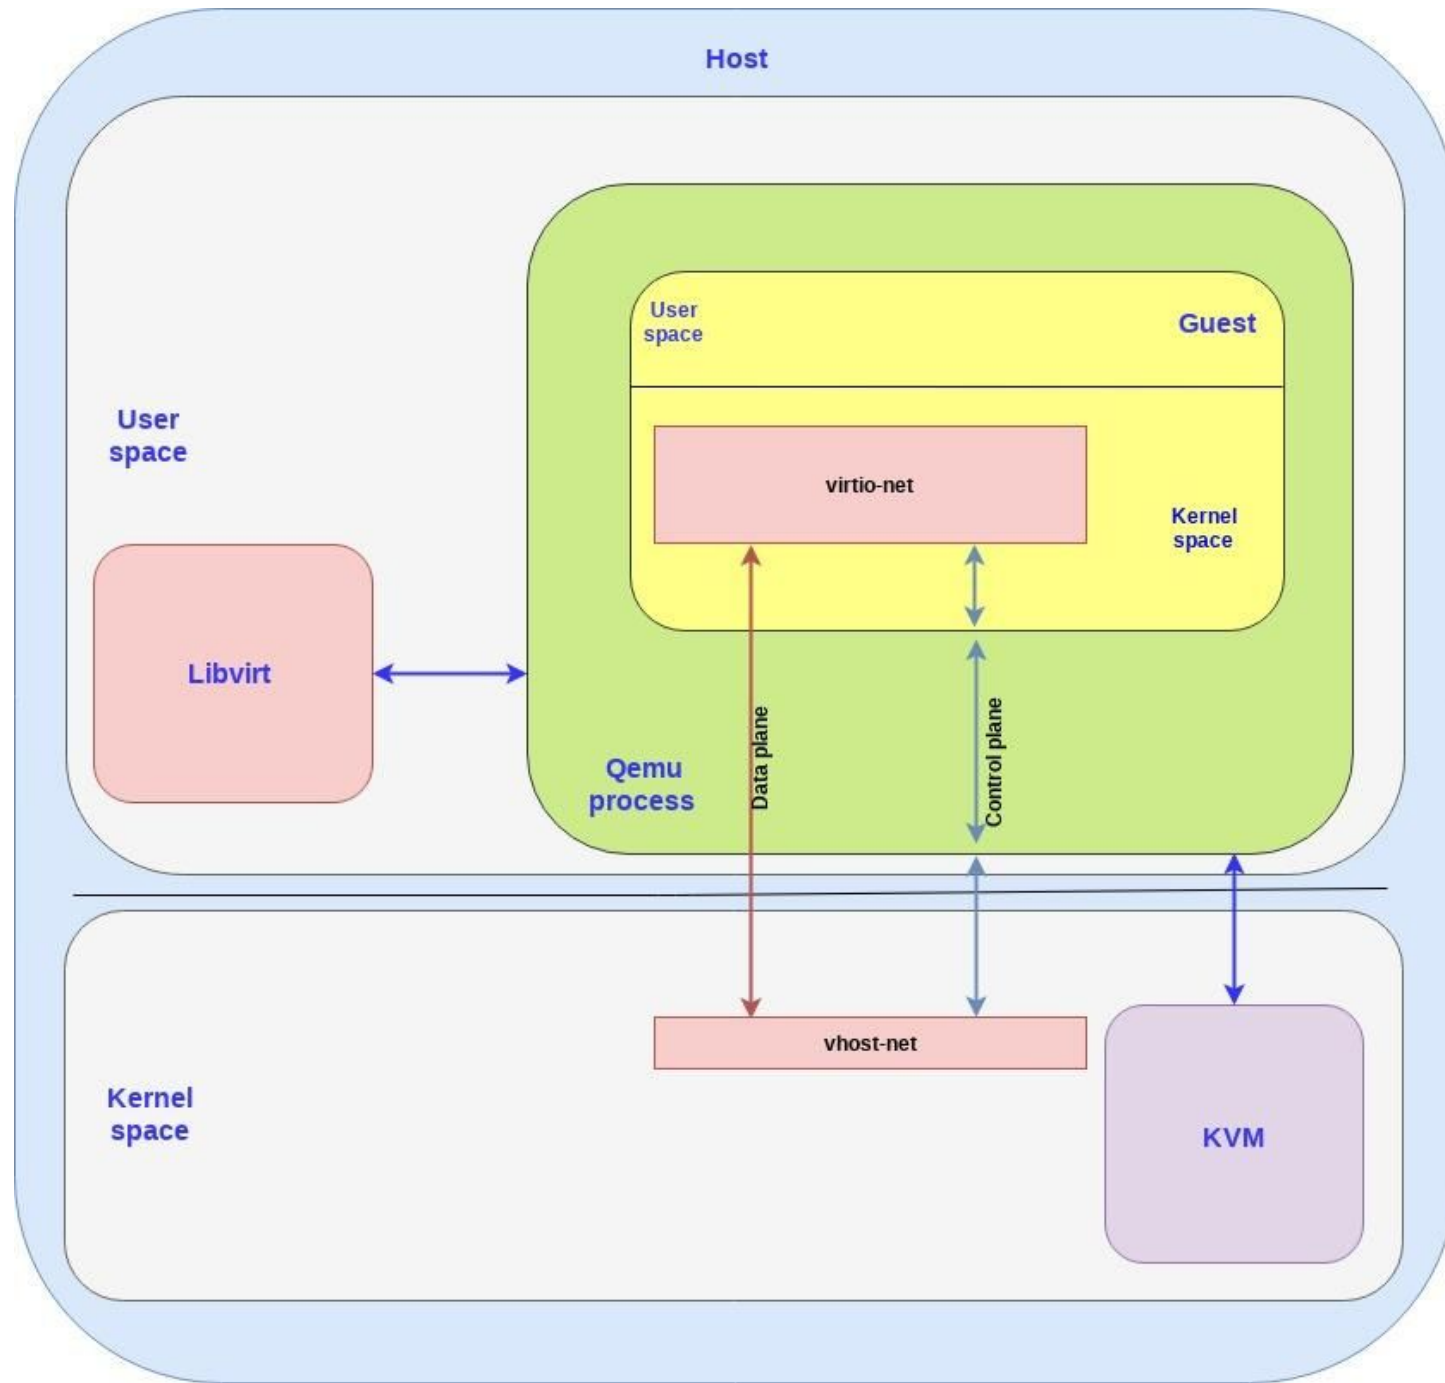 Host
User
space
Guest
User
space
virtio-net
Kernel
space
Libvirt
Qemu
process
Data plane
Control plane
vhost-net
Kernel
space
KVM